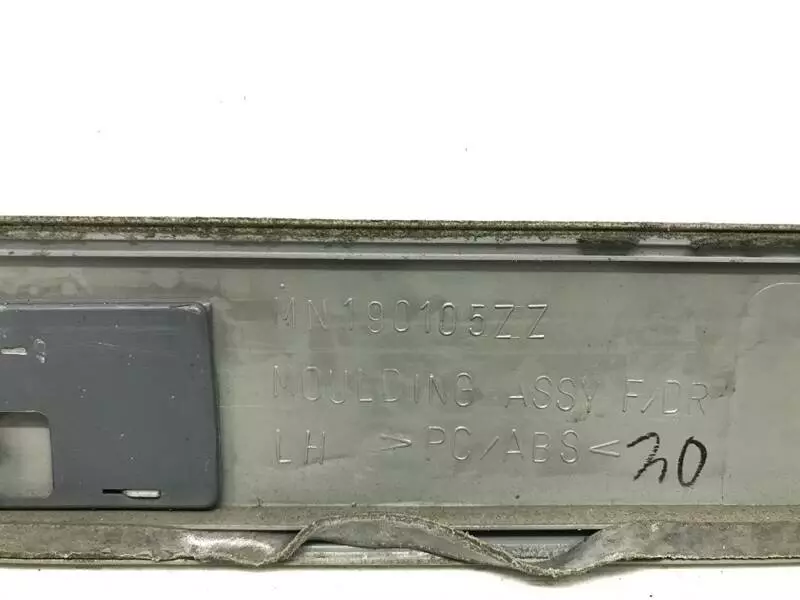 MN190105ZZ
MOULDING ASSY F/DR
LH >PC/ABS< 30